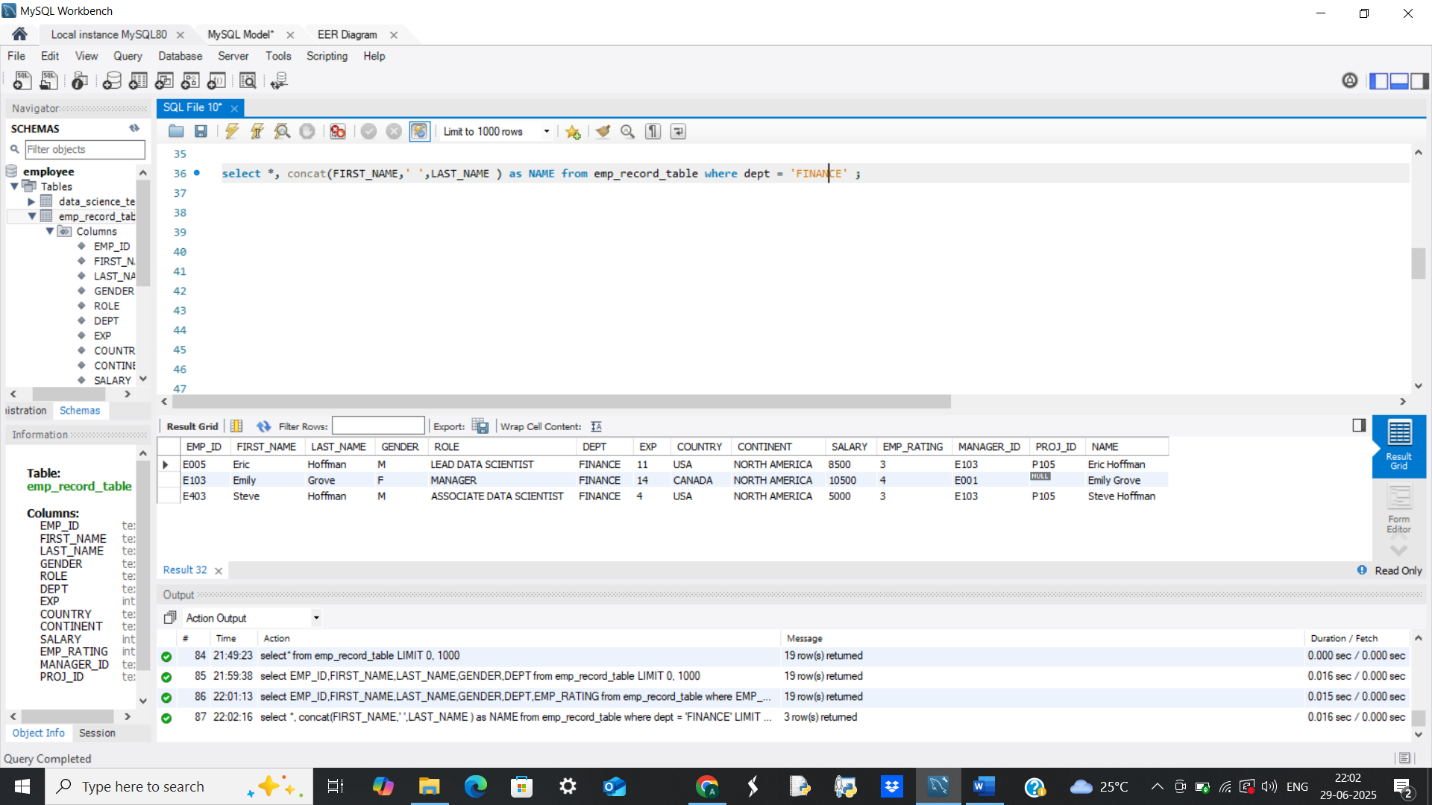 MySQL Workbench
Local instance MySQL80 MySQL Model* EER Diagram
File Edit View Query Database Server Tools Scripting Help
Navigator
SCHEMAS
Filter objects
employee
Tables
data_science_te
emp_record_tab
Columns
EMP_ID
FIRST_N
LAST_NA
GENDER
ROLE
DEPT
EXP
COUNTR
CONTINE
SALARY
istration Schemas
Information
Table:
emp_record_table
Columns:
EMP_ID te:
FIRST_NAME te:
LAST_NAME te:
GENDER te:
ROLE te:
DEPT te:
EXP int
COUNTRY te:
CONTINENT te:
SALARY int
EMP_RATING int
MANAGER_ID te:
PROJ_ID te:
Object Info Session
SQL File 10*
Limit to 1000 rows
35
36 select *, concat(FIRST_NAME,' ',LAST_NAME ) as NAME from emp_record_table where dept = 'FINANCE' ;
37
38
39
40
41
42
43
44
45
46
47
Result Grid Filter Rows: Export: Wrap Cell Content:
EMP_ID FIRST_NAME LAST_NAME GENDER ROLE DEPT EXP COUNTRY CONTINENT SALARY EMP_RATING MANAGER_ID PROJ_ID NAME
E005 Eric Hoffman M LEAD DATA SCIENTIST FINANCE 11 USA NORTH AMERICA 8500 3 E103 P105 Eric Hoffman
E103 Emily Grove F MANAGER FINANCE 14 CANADA NORTH AMERICA 10500 4 E001 NULL Emily Grove
E403 Steve Hoffman M ASSOCIATE DATA SCIENTIST FINANCE 4 USA NORTH AMERICA 5000 3 E103 P105 Steve Hoffman
Result
Grid
Form
Editor
Result 32
Read Only
Output
Action Output
# Time Action Message Duration / Fetch
84 21:49:23 select* from emp_record_table LIMIT 0, 1000 19 row(s) returned 0.000 sec / 0.000 sec
85 21:59:38 select EMP_ID,FIRST_NAME,LAST_NAME,GENDER,DEPT from emp_record_table LIMIT 0, 1000 19 row(s) returned 0.016 sec / 0.000 sec
86 22:01:13 select EMP_ID,FIRST_NAME,LAST_NAME,GENDER,DEPT,EMP_RATING from emp_record_table where EMP_... 19 row(s) returned 0.015 sec / 0.000 sec
87 22:02:16 select *, concat(FIRST_NAME,' ',LAST_NAME ) as NAME from emp_record_table where dept = 'FINANCE' LIMIT ... 3 row(s) returned 0.016 sec / 0.000 sec
Query Completed
Type here to search
25°C
ENG
22:02
29-06-2025
2